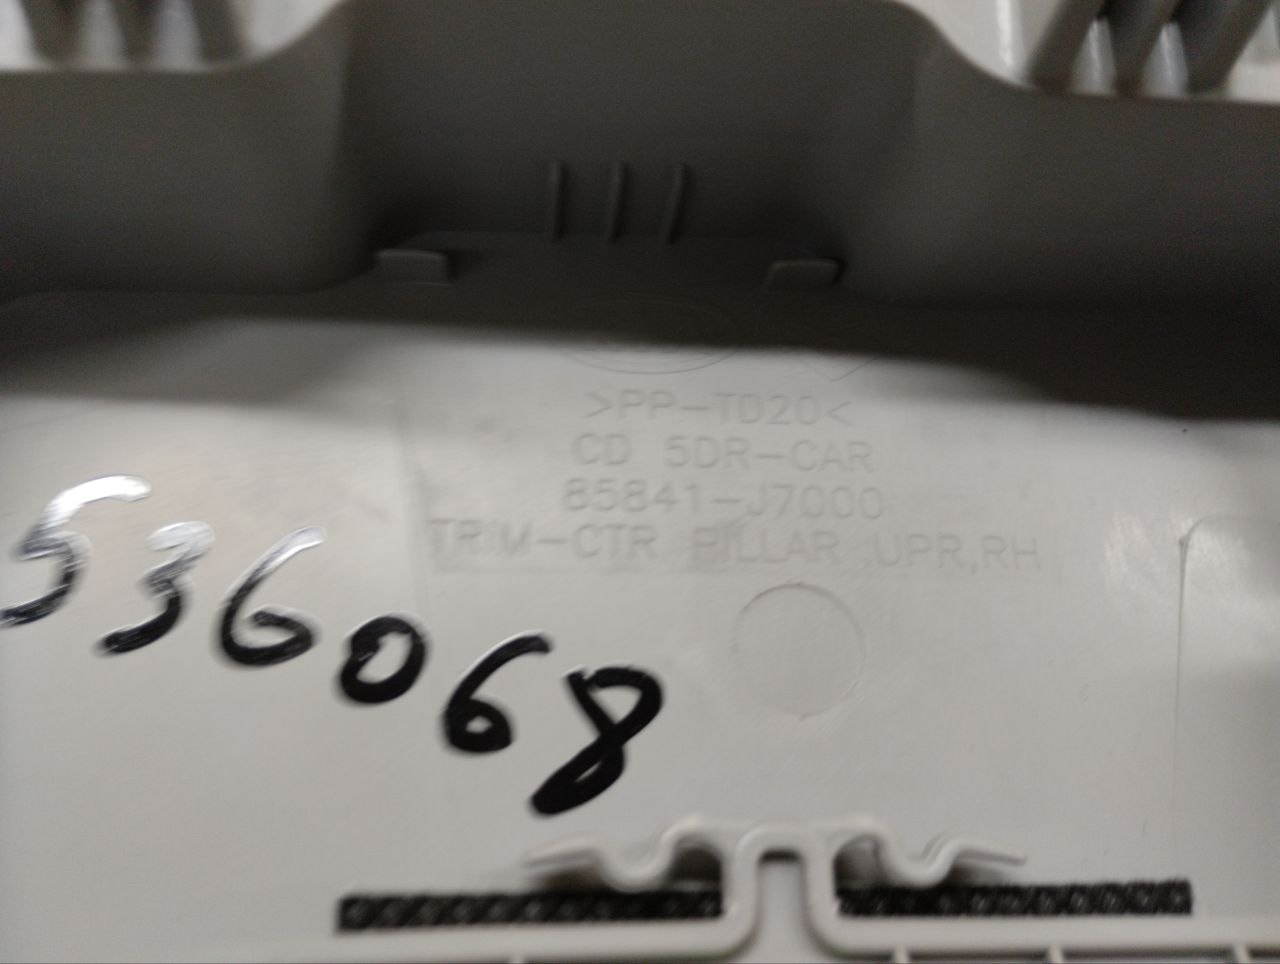 >PP-TD20<
CD 5DR-CAR
85841-J7000
TRIM-CTR PILLAR UPR,RH
536068